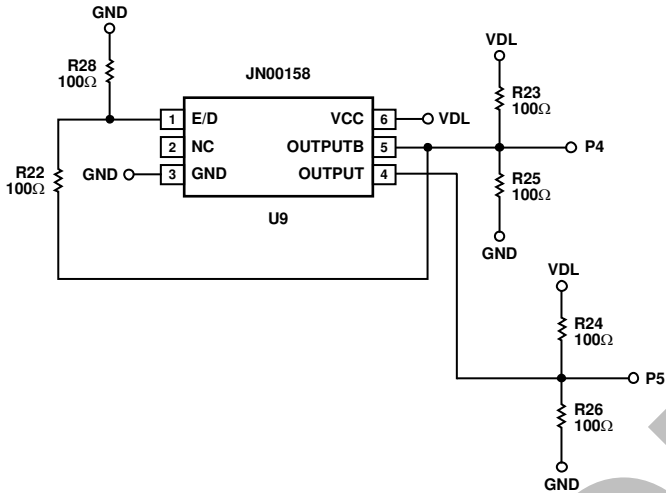 GND
R28
100Ω
JN00158
VDL
R23
100Ω
1 E/D
VCC 6
VDL
2 NC
OUTPUTB 5
P4
R22
100Ω
GND
3 GND
OUTPUT 4
R25
100Ω
U9
GND
VDL
R24
100Ω
P5
R26
100Ω
GND